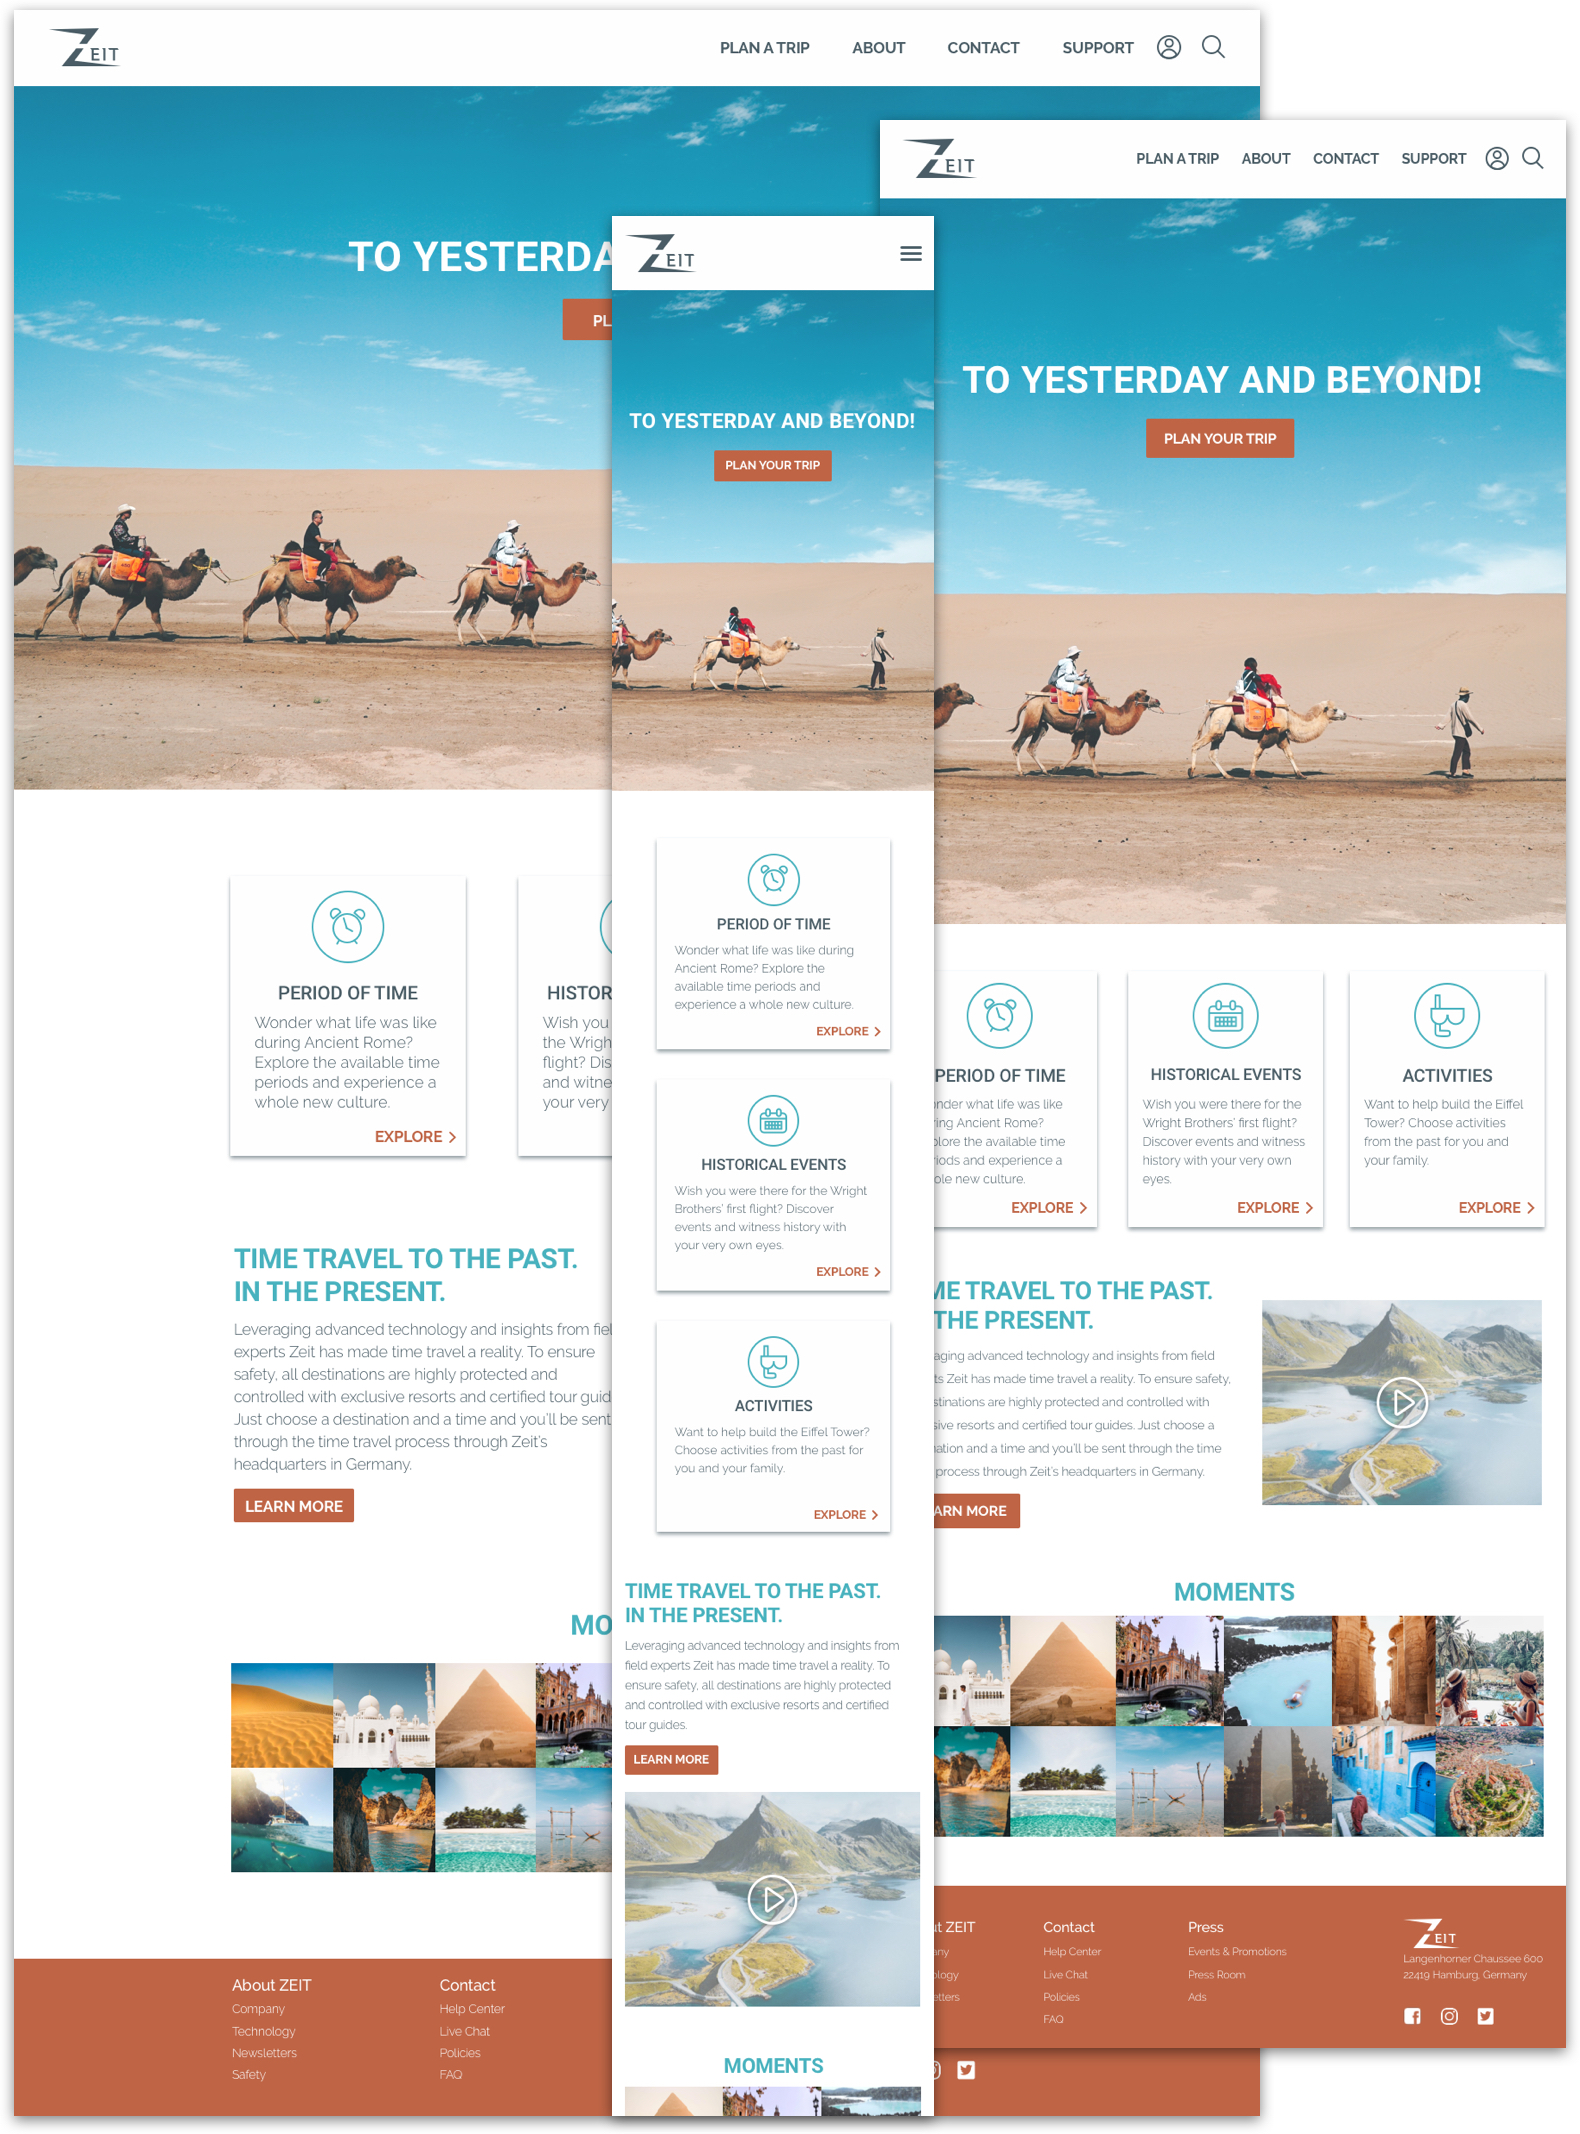 ZEIT
PLAN A TRIP
ABOUT
CONTACT
SUPPORT
TO YESTERDA
PL
PERIOD OF TIME
Wonder what life was like
during Ancient Rome?
Explore the available time
periods and experience a
whole new culture.
EXPLORE
HISTOR
Wish you
the Wrigh
flight? Dis
and witne
your very
TIME TRAVEL TO THE PAST.
IN THE PRESENT.
Leveraging advanced technology and insights from fiel
experts Zeit has made time travel a reality. To ensure
safety, all destinations are highly protected and
controlled with exclusive resorts and certified tour guid
Just choose a destination and a time and you'll be sent
through the time travel process through Zeit's
headquarters in Germany.
LEARN MORE
MO
About ZEIT
Company
Technology
Newsletters
Safety
Contact
Help Center
Live Chat
Policies
FAQ
ZEIT
TO YESTERDAY AND BEYOND!
PLAN YOUR TRIP
PERIOD OF TIME
Wonder what life was like during
Ancient Rome? Explore the
available time periods and
experience a whole new culture.
EXPLORE
HISTORICAL EVENTS
Wish you were there for the Wright
Brothers' first flight? Discover
events and witness history with
your very own eyes.
EXPLORE
ACTIVITIES
Want to help build the Eiffel Tower?
Choose activities from the past for
you and your family.
EXPLORE
TIME TRAVEL TO THE PAST.
IN THE PRESENT.
Leveraging advanced technology and insights from
field experts Zeit has made time travel a reality. To
ensure safety, all destinations are highly protected
and controlled with exclusive resorts and certified
tour guides.
LEARN MORE
MOMENTS
ZEIT
PLAN A TRIP
ABOUT
CONTACT
SUPPORT
TO YESTERDAY AND BEYOND!
PLAN YOUR TRIP
PERIOD OF TIME
onder what life was like
ring Ancient Rome?
plore the available time
riods and experience a
ole new culture.
EXPLORE
HISTORICAL EVENTS
Wish you were there for the
Wright Brothers' first flight?
Discover events and witness
history with your very own
eyes.
EXPLORE
ACTIVITIES
Want to help build the Eiffel
Tower? Choose activities
from the past for you and
your family.
EXPLORE
ME TRAVEL TO THE PAST.
THE PRESENT.
aging advanced technology and insights from field
ts Zeit has made time travel a reality. To ensure safety,
stinations are highly protected and controlled with
sive resorts and certified tour guides. Just choose a
nation and a time and you'll be sent through the time
process through Zeit's headquarters in Germany.
ARN MORE
MOMENTS
ut ZEIT
any
ology
etters
Contact
Help Center
Live Chat
Policies
FAQ
Press
Events & Promotions
Press Room
Ads
ZEIT
Langenhorner Chaussee 600
22419 Hamburg, Germany